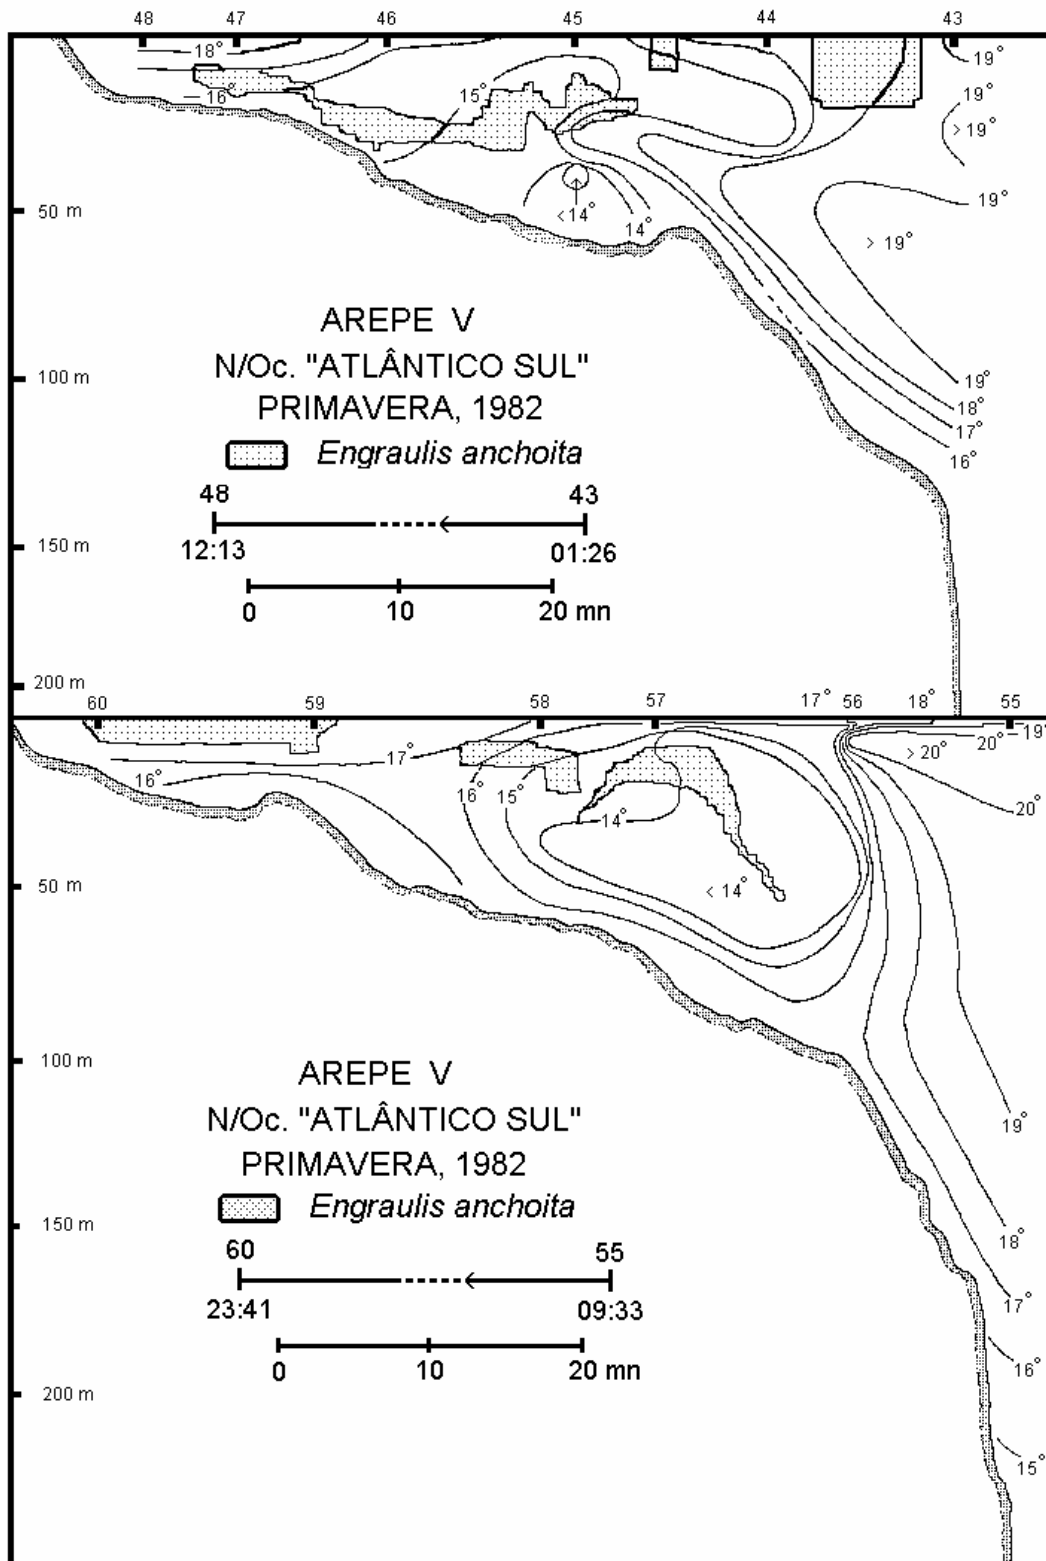 48 47 46 45 44 43
18°
19°
16°
15°
19°
> 19°
50 m
<14°
14°
19°
> 19°
AREPE V
N/Oc. "ATLÂNTICO SUL"
100 m
19°
PRIMAVERA, 1982
18°
17°
Engraulis anchoita
16°
48 43
150 m
12:13 01:26
0 10 20 mn
200 m
60 59 58 57 17° 56 18° 55
19°
20°
> 20°
17°
16°
16°
15°
20°
14°
50 m
< 14°
100 m
AREPE V
N/Oc. "ATLÂNTICO SUL"
19°
PRIMAVERA, 1982
Engraulis anchoita
150 m
18°
60 55
23:41 09:33
17°
0 10 20 mn
16°
200 m
15°